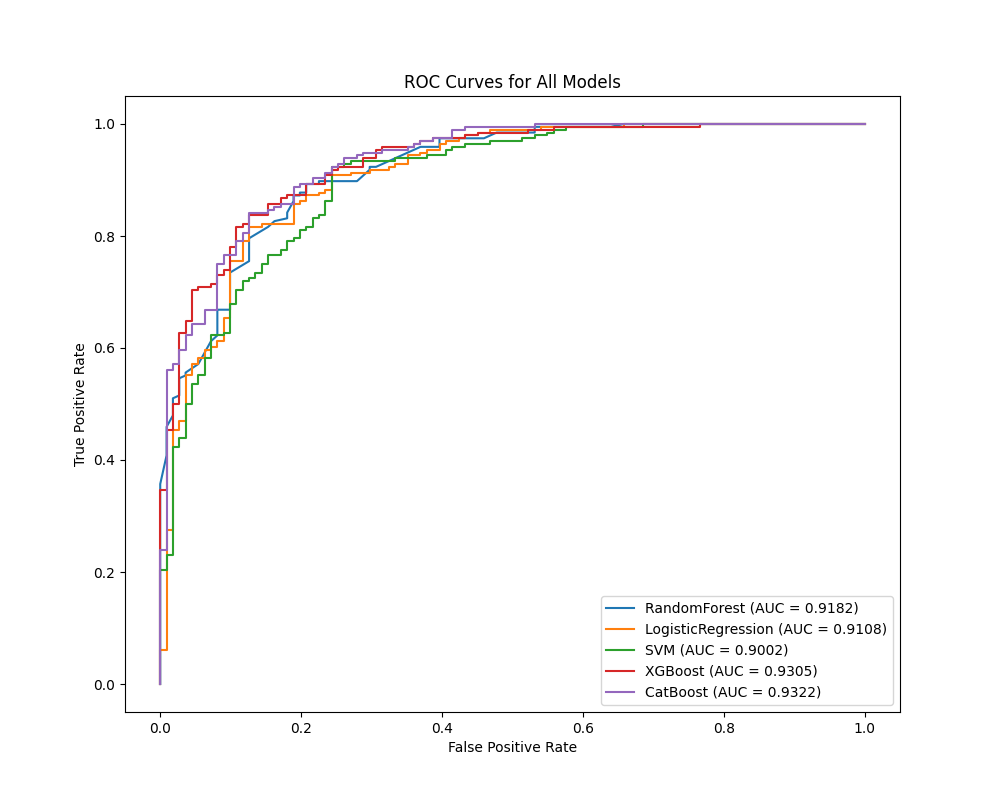 ROC Curves for All Models
1.0
0.8
0.6
0.4
0.2
0.0
True Positive Rate
RandomForest (AUC = 0.9182)
LogisticRegression (AUC = 0.9108)
SVM (AUC = 0.9002)
XGBoost (AUC = 0.9305)
CatBoost (AUC = 0.9322)
0.0 0.2 0.4 0.6 0.8 1.0
False Positive Rate